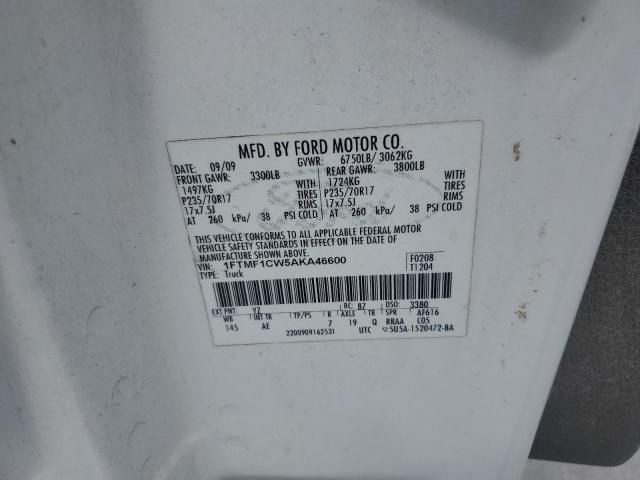 MFD. BY FORD MOTOR CO.
DATE: 09/09 GVWR: 6750LB/ 3062KG
FRONT GAWR: 3300LB REAR GAWR: 3800LB
1497KG 1724KG
P235/70R17 TIRES P235/70R17 TIRES
17x7.5J RIMS 17x7.5J RIMS
AT 260 kPa/ 38 PSI COLD AT 260 kPa/ 38 PSI COLD
THIS VEHICLE CONFORMS TO ALL APPLICABLE FEDERAL MOTOR
VEHICLE SAFETY STANDARDS IN EFFECT ON THE DATE OF
MANUFACTURE SHOWN ABOVE.
VIN: 1FTMF1CW5AKA46600 F0208
TYPE: Truck T1204
EXT PNT: YZ RC: 87 DSO: 3380
WB INT TR TP/PS R AXLE TR SPR AF616
145 AE 7 19 Q RRAA C05
2200909162531 UTC 5U5A-1520472-BA